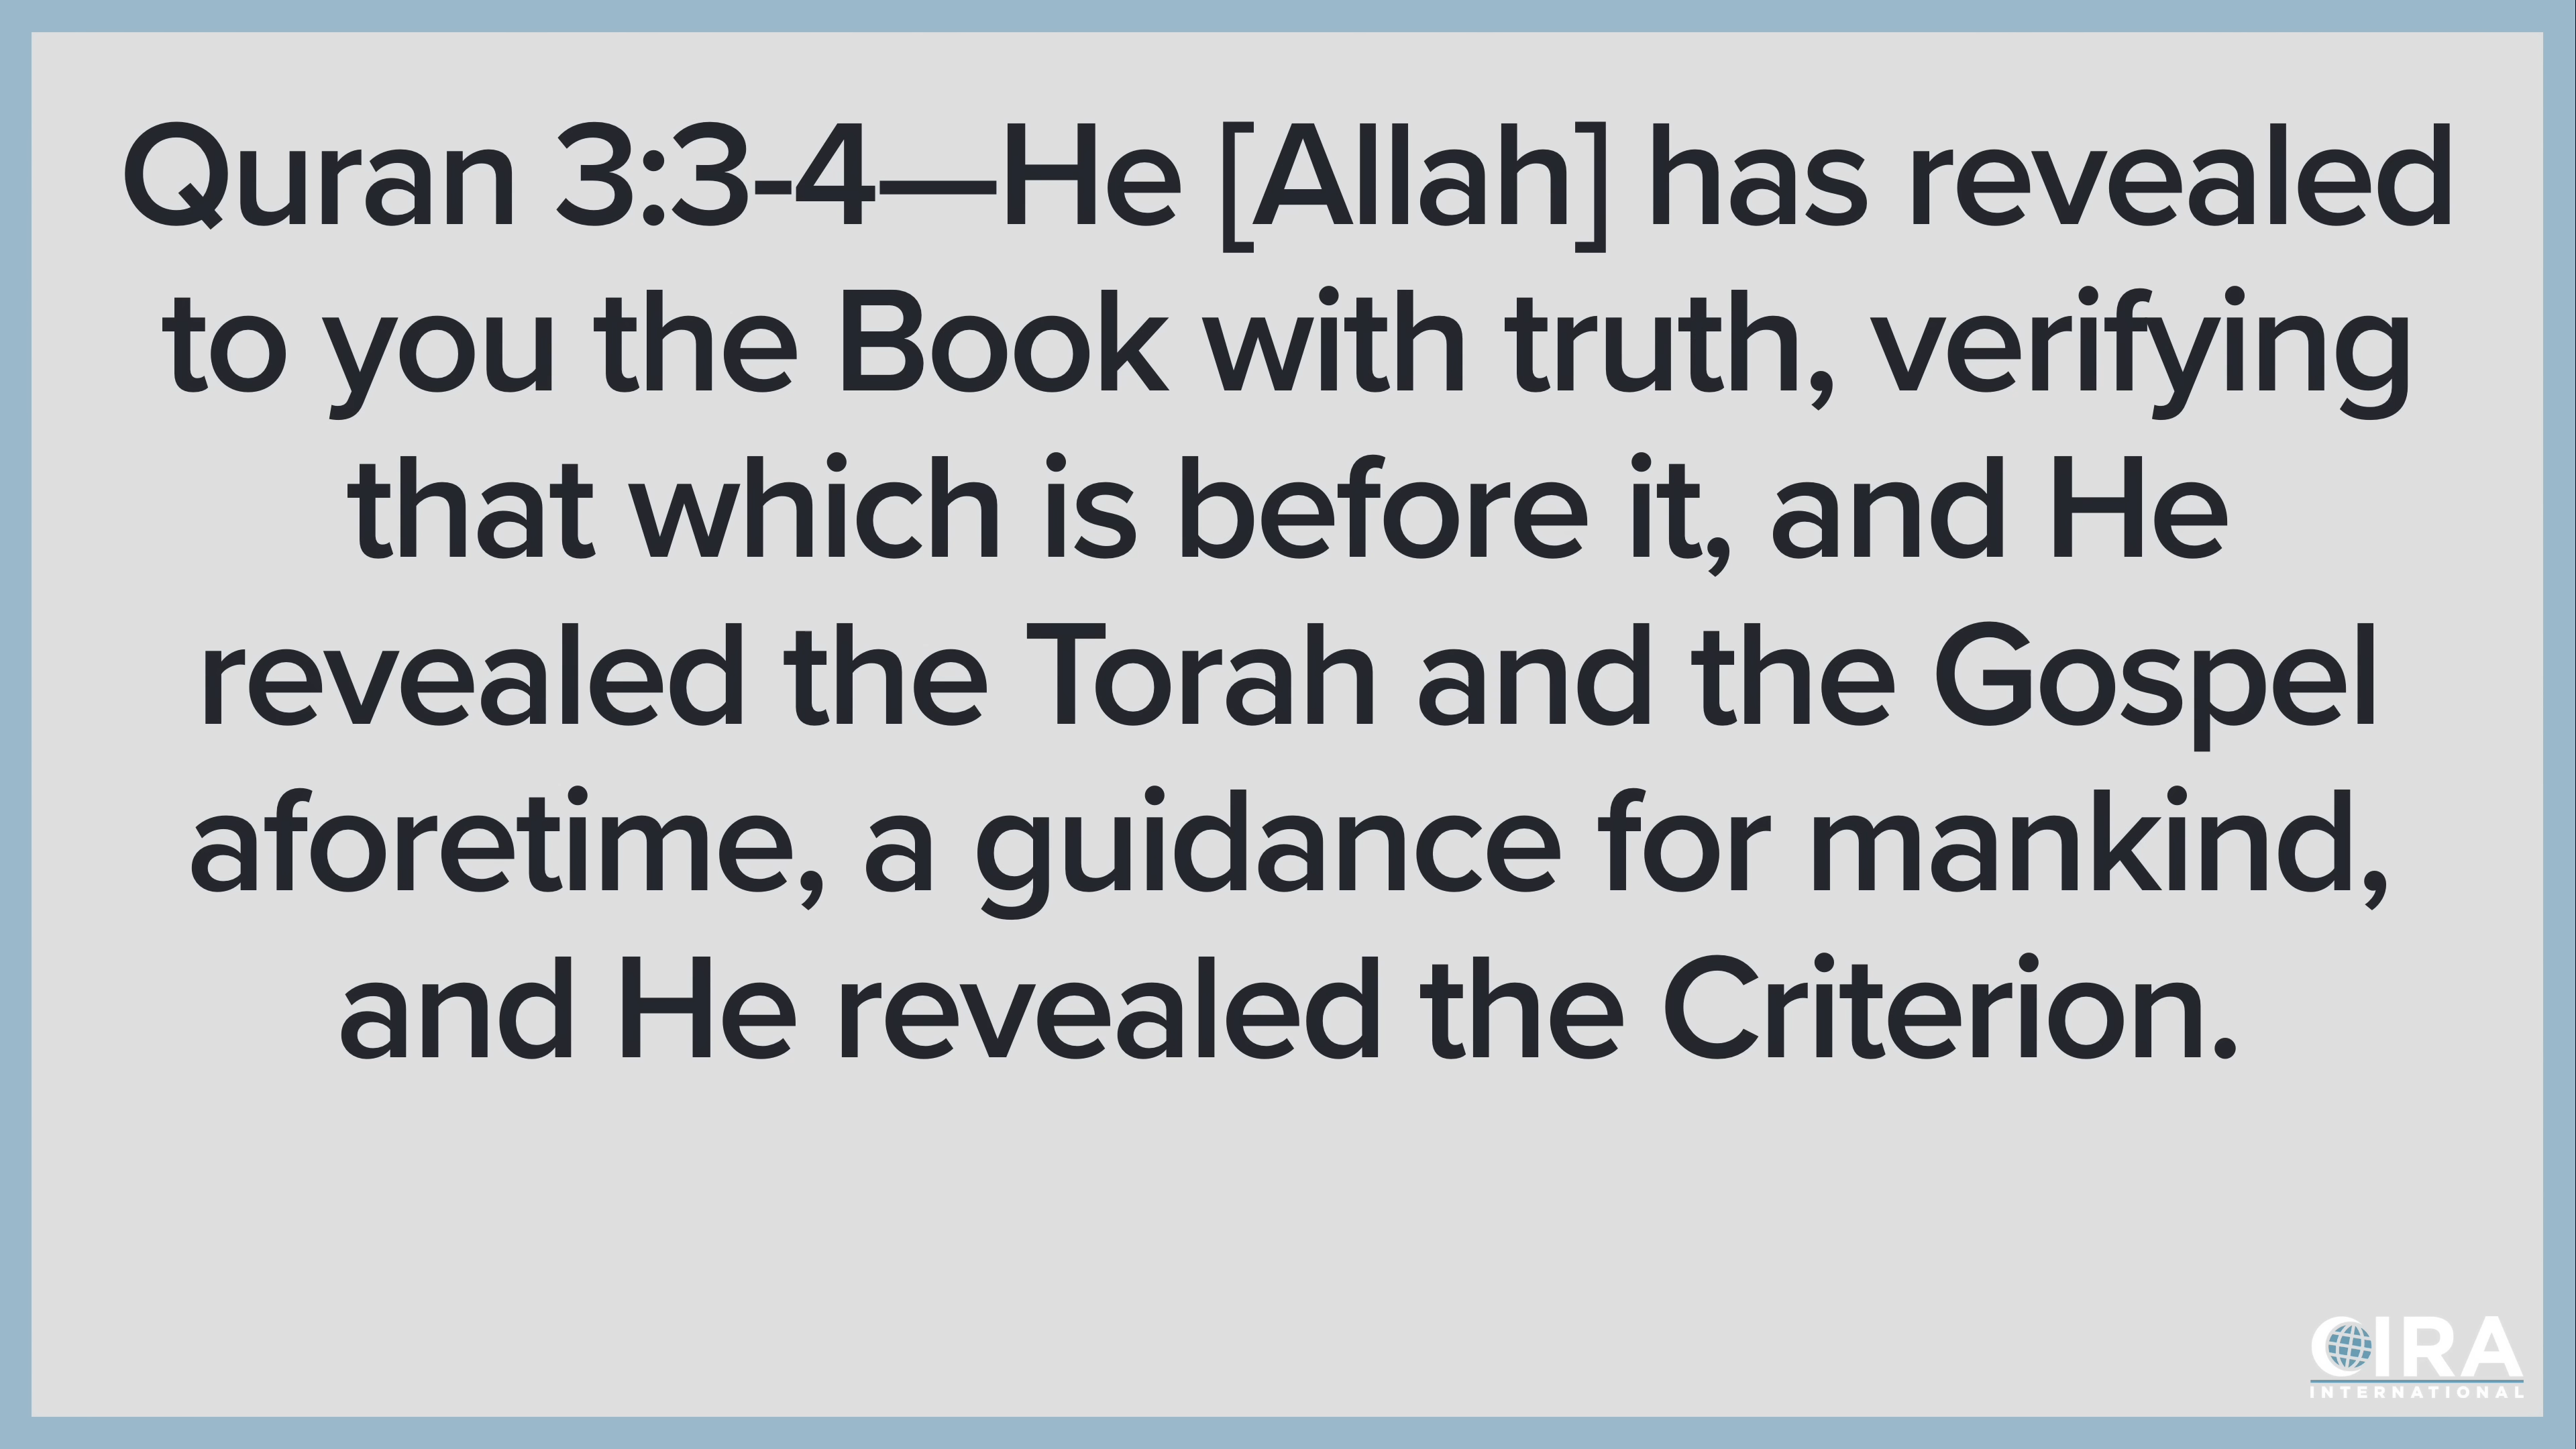 Quran 3:3-4—He [Allah] has revealed
to you the Book with truth, verifying
that which is before it, and He
revealed the Torah and the Gospel
aforetime, a guidance for mankind,
and He revealed the Criterion.
CIRA
INTERNATIONAL